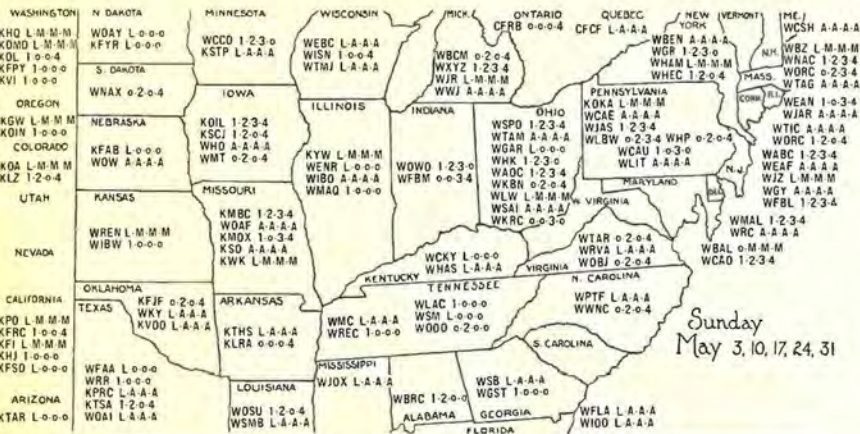 WASHINGTON
KHQ L-M-M-M
KOMO L-M-M-M
KOL 1-0-0-4
KFPY 1-0-0-0
KVI 1-0-0-0
OREGON
KGW L-M-M-M
KOIN 1-0-0-0
COLORADO
KOA L-M-M-M
KLZ 1-2-0-4
UTAH
NEVADA
CALIFORNIA
KPO L-M-M-M
KFRC 1-0-0-4
KFI L-M-M-M
KHJ 1-0-0-0
KFSD L-0-0-0
ARIZONA
KTAR L-0-0-0
N DAKOTA
WDAY L-0-0-0
KFYR L-0-0-0
S. DAKOTA
WNAX 0-2-0-4
NEBRASKA
KFAB L-0-0-0
WOW A-A-A-A
KANSAS
WREN L-M-M-M
WIBW 1-0-0-0
OKLAHOMA
KFJF 0-2-0-4
WKY L-A-A-A
KVOO L-A-A-A
TEXAS
WFAA L-0-0-0
WRR 1-0-0-0
KPRC L-A-A-A
KTSA 1-2-0-4
WOAI L-A-A-A
MINNESOTA
WCCO 1-2-3-0
KSTP L-A-A-A
IOWA
KOIL 1-2-3-4
KSCJ 1-2-0-4
WHO A-A-A-A
WMT 0-2-0-4
MISSOURI
KMBC 1-2-3-4
WDAF A-A-A-A
KMOX 1-0-3-4
KSD A-A-A-A
KWK L-M-M-M
ARKANSAS
KTHS L-A-A-A
KLRA 0-0-0-4
LOUISIANA
WDSU 1-2-0-4
WSMB L-A-A-A
WISCONSIN
WEBC L-A-A-A
WISN 1-0-0-4
WTMJ L-A-A-A
ILLINOIS
KYW L-M-M-M
WENR L-0-0-0
WIBO A-A-A-A
WMAQ 1-0-0-0
MICH.
WBCM 0-2-0-4
WXYZ 1-2-3-4
WJR L-M-M-M
WWJ A-A-A-A
INDIANA
WOWO 1-2-3-0
WFBM 0-0-3-4
OHIO
WSPD 1-2-3-4
WTAM A-A-A-A
WGAR L-0-0-0
WHK 1-2-3-0
WADC 1-2-3-4
WKBN 0-2-0-4
WLW L-M-M-M
WSAI A-A-A-A
WKRC 0-0-3-0
KENTUCKY
WCKY L-0-0-0
WHAS L-A-A-A
TENNESSEE
WLAC 1-0-0-0
WSM L-0-0-0
WDOD 0-2-0-0
WMC L-A-A-A
WREC 1-0-0-0
MISSISSIPPI
WJDX L-A-A-A
ALABAMA
WBRC 1-2-0-0
GEORGIA
WSB L-A-A-A
WGST 1-0-0-0
FLORIDA
WFLA L-A-A-A
WIOD L-A-A-A
ONTARIO
CFRB 0-0-0-4
QUEBEC
CFCF L-A-A-A
NEW YORK
WBEN A-A-A-A
WGR 1-2-3-0
WHAM L-M-M-M
WHEC 1-2-0-4
PENNSYLVANIA
KDKA L-M-M-M
WCAE A-A-A-A
WJAS 1-2-3-4
WLBW 0-2-3-4 WHP 0-2-0-4
WCAU 1-0-3-0
WLIT A-A-A-A
MARYLAND
DEL.
N.J.
W. VIRGINIA
VIRGINIA
WTAR 0-2-0-4
WRVA L-A-A-A
WDBJ 0-2-0-4
N. CAROLINA
WPTF L-A-A-A
WWNC 0-2-0-4
S. CAROLINA
VERMONT
N.H.
MASS.
CONN.
R.I.
ME.
WCSH A-A-A-A
WBZ L-M-M-M
WNAC 1-2-3-4
WORC 0-2-3-4
WTAG A-A-A-A
WEAN 1-0-3-4
WJAR A-A-A-A
WTIC A-A-A-A
WDRC 1-2-0-4
WABC 1-2-3-4
WEAF A-A-A-A
WJZ L-M-M-M
WGY A-A-A-A
WFBL 1-2-3-4
WMAL 1-2-3-4
WRC A-A-A-A
WBAL 0-M-M-M
WCAO 1-2-3-4
Sunday
May 3, 10, 17, 24, 31